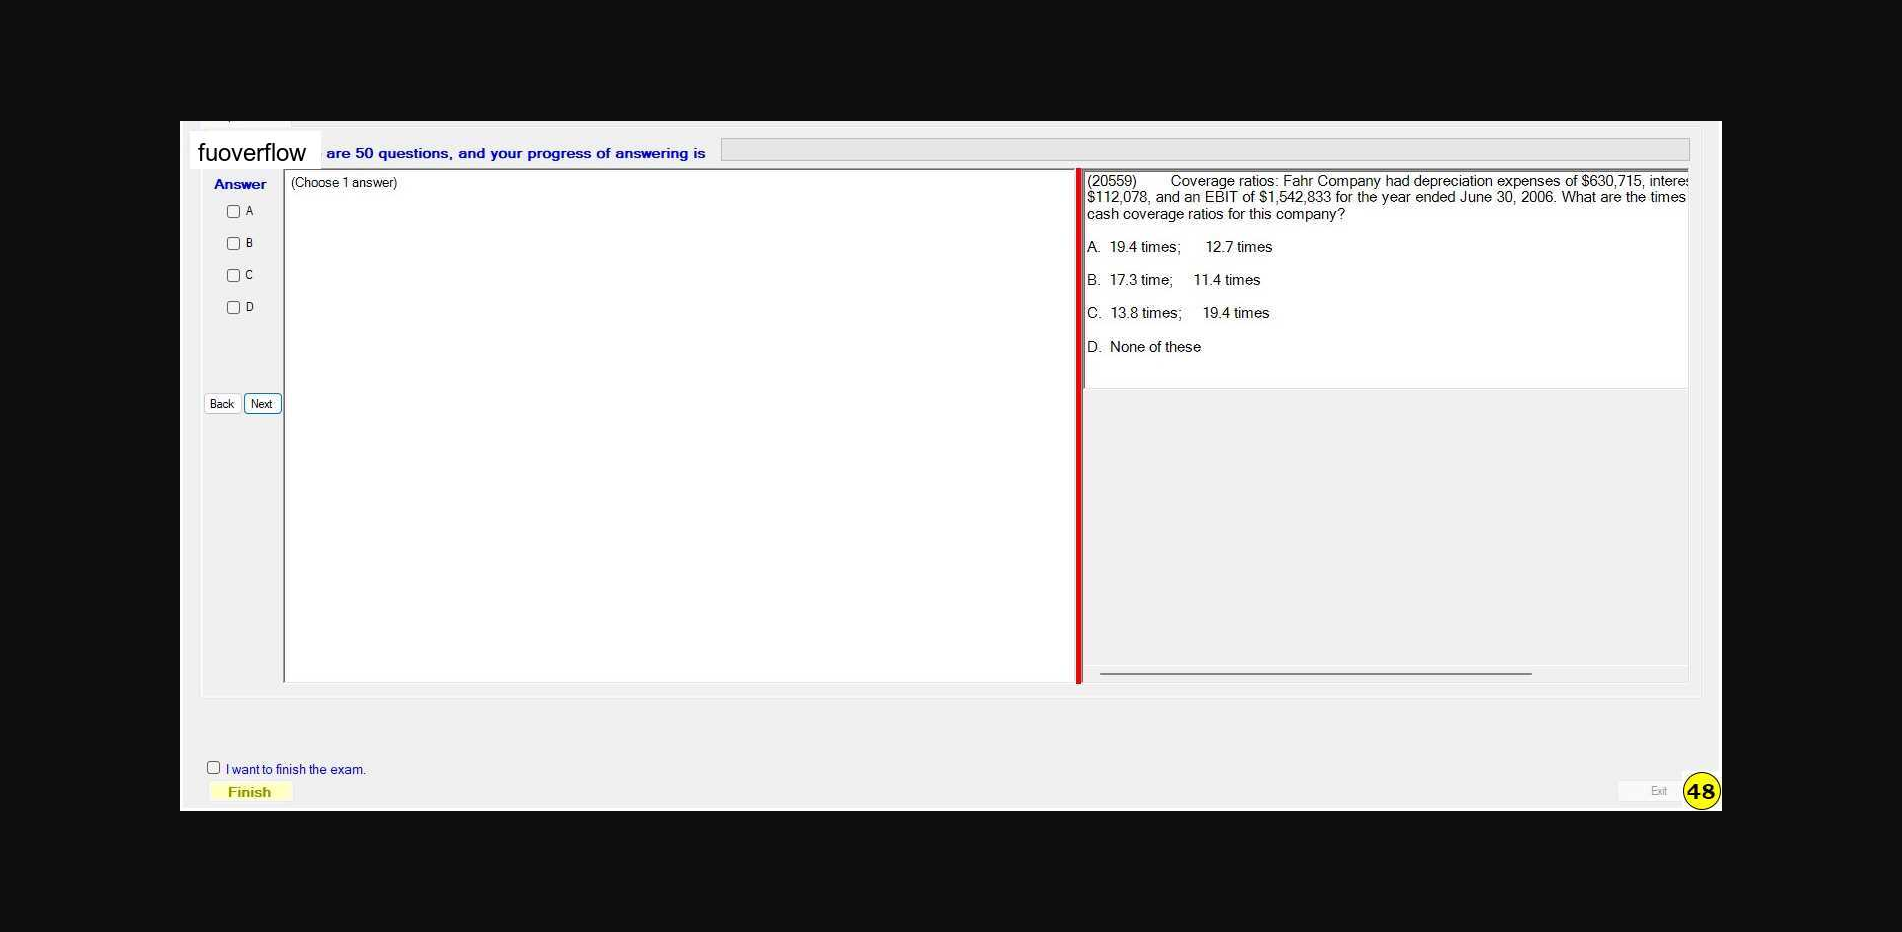 fuoverflow are 50 questions, and your progress of answering is
Answer
(Choose 1 answer)
A
B
C
D
Back Next
(20559) Coverage ratios: Fahr Company had depreciation expenses of $630,715, interes
$112,078, and an EBIT of $1,542,833 for the year ended June 30, 2006. What are the times
cash coverage ratios for this company?
A. 19.4 times; 12.7 times
B. 17.3 time; 11.4 times
C. 13.8 times; 19.4 times
D. None of these
I want to finish the exam.
Finish
Exit
48